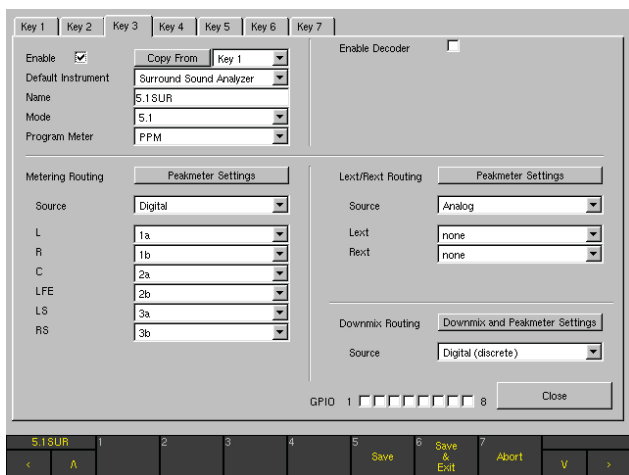 Key 1 Key 2 Key 3 Key 4 Key 5 Key 6 Key 7
Enable Copy From Key 1 Enable Decoder
Default Instrument Surround Sound Analyzer
Name 5.1SUR
Mode 5.1
Program Meter PPM
Metering Routing Peakmeter Settings Lext/Rext Routing Peakmeter Settings
Source Digital Source Analog
L 1a Lext none
R 1b Rext none
C 2a
LFE 2b
LS 3a Downmix Routing Downmix and Peakmeter Settings
RS 3b
Source Digital (discrete)
GPIO 1 8 Close
5.1SUR 1 2 3 4 5 Save 6 Save & Exit 7 Abort
< Λ V >